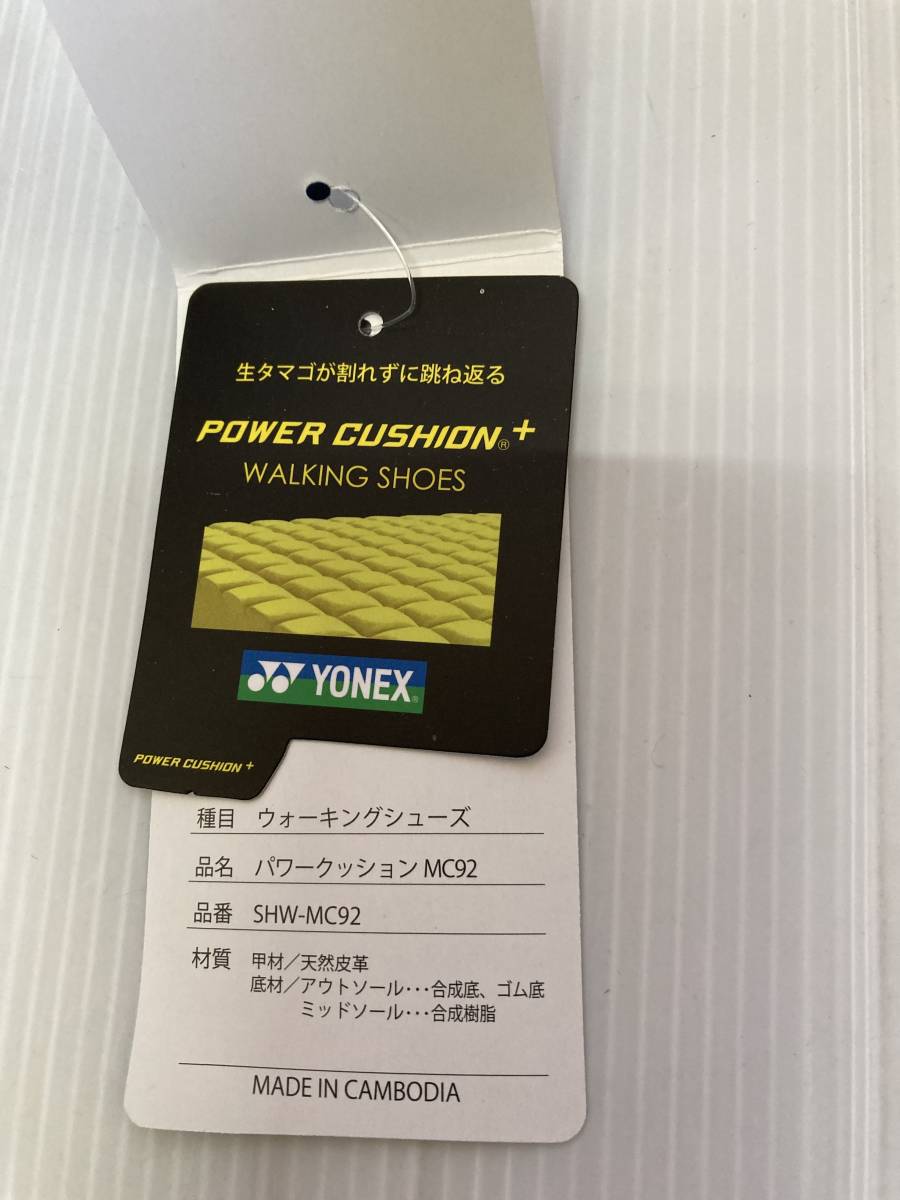 生タマゴが割れずに跳ね返る
POWER CUSHION®+
WALKING SHOES
YONEX®
POWER CUSHION +
種目 ウォーキングシューズ
品名 パワークッション MC92
品番 SHW-MC92
材質 甲材／天然皮革
底材／アウトソール･･･合成底、ゴム底
ミッドソール･･･合成樹脂
MADE IN CAMBODIA